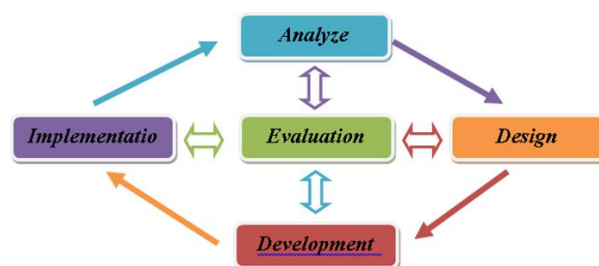 Analyze
Implementatio
Evaluation
Design
Development